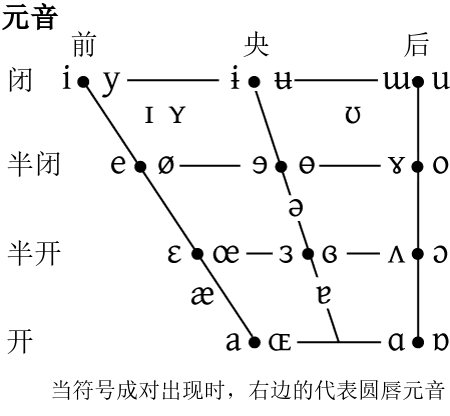 元音
前 央 后
闭 i y ɨ ʉ ɯ u
ɪ ʏ ʊ
半闭 e ø ɘ ɵ ɤ o
ə
半开 ɛ œ ɜ ɞ ʌ ɔ
æ ɐ
开 a ɶ ɑ ɒ
当符号成对出现时，右边的代表圆唇元音